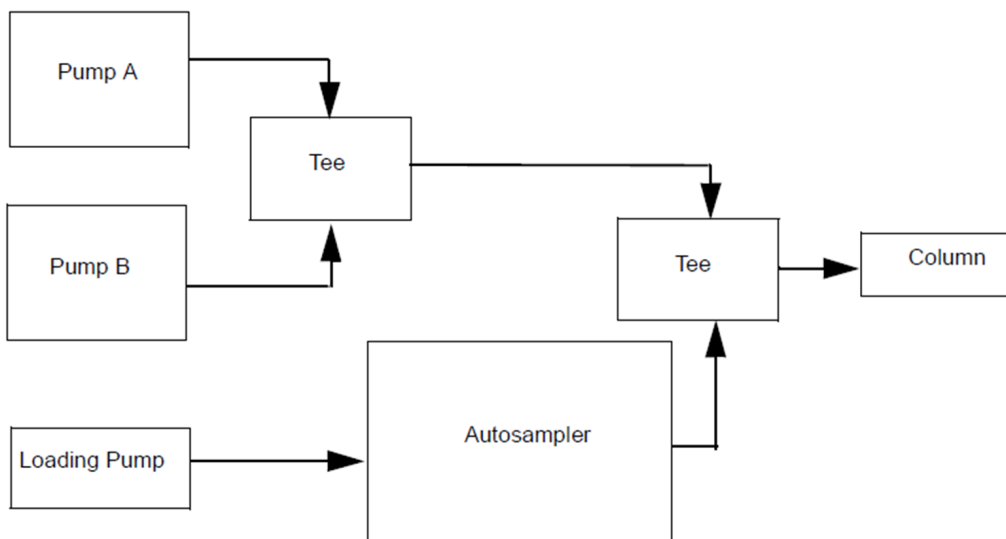 Pump A
Tee
Pump B
Tee
Column
Autosampler
Loading Pump